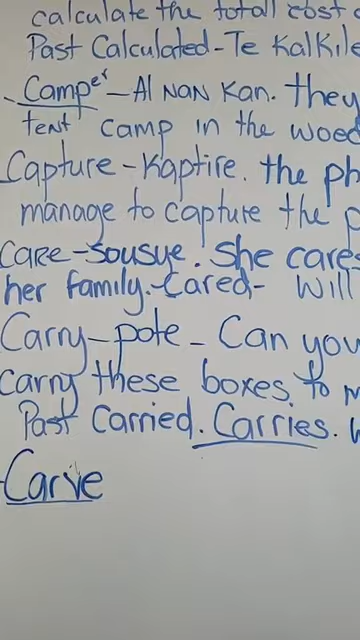 calculate the totall cost
Past Calculated-Te Kalkile
Camper-Al NAN KAN. they
tent camp in the wood
Capture-Kaptire. the ph
manage to capture the p
CARE-sousye. She cares
her family. Cared- Will
Carry-pote- Can you
carry these boxes. to m
Past Carried. Carries. w
Carve